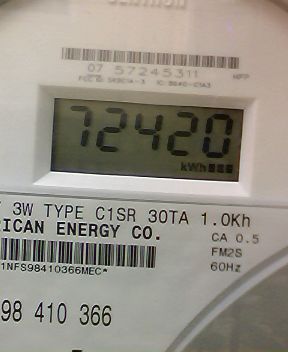 07 57245311
72420
kWh
3W TYPE C1SR 30TA 1.0Kh
RICAN ENERGY CO. CA 0.5
FM2S
1NFS98410366MEC* 60Hz
98 410 366